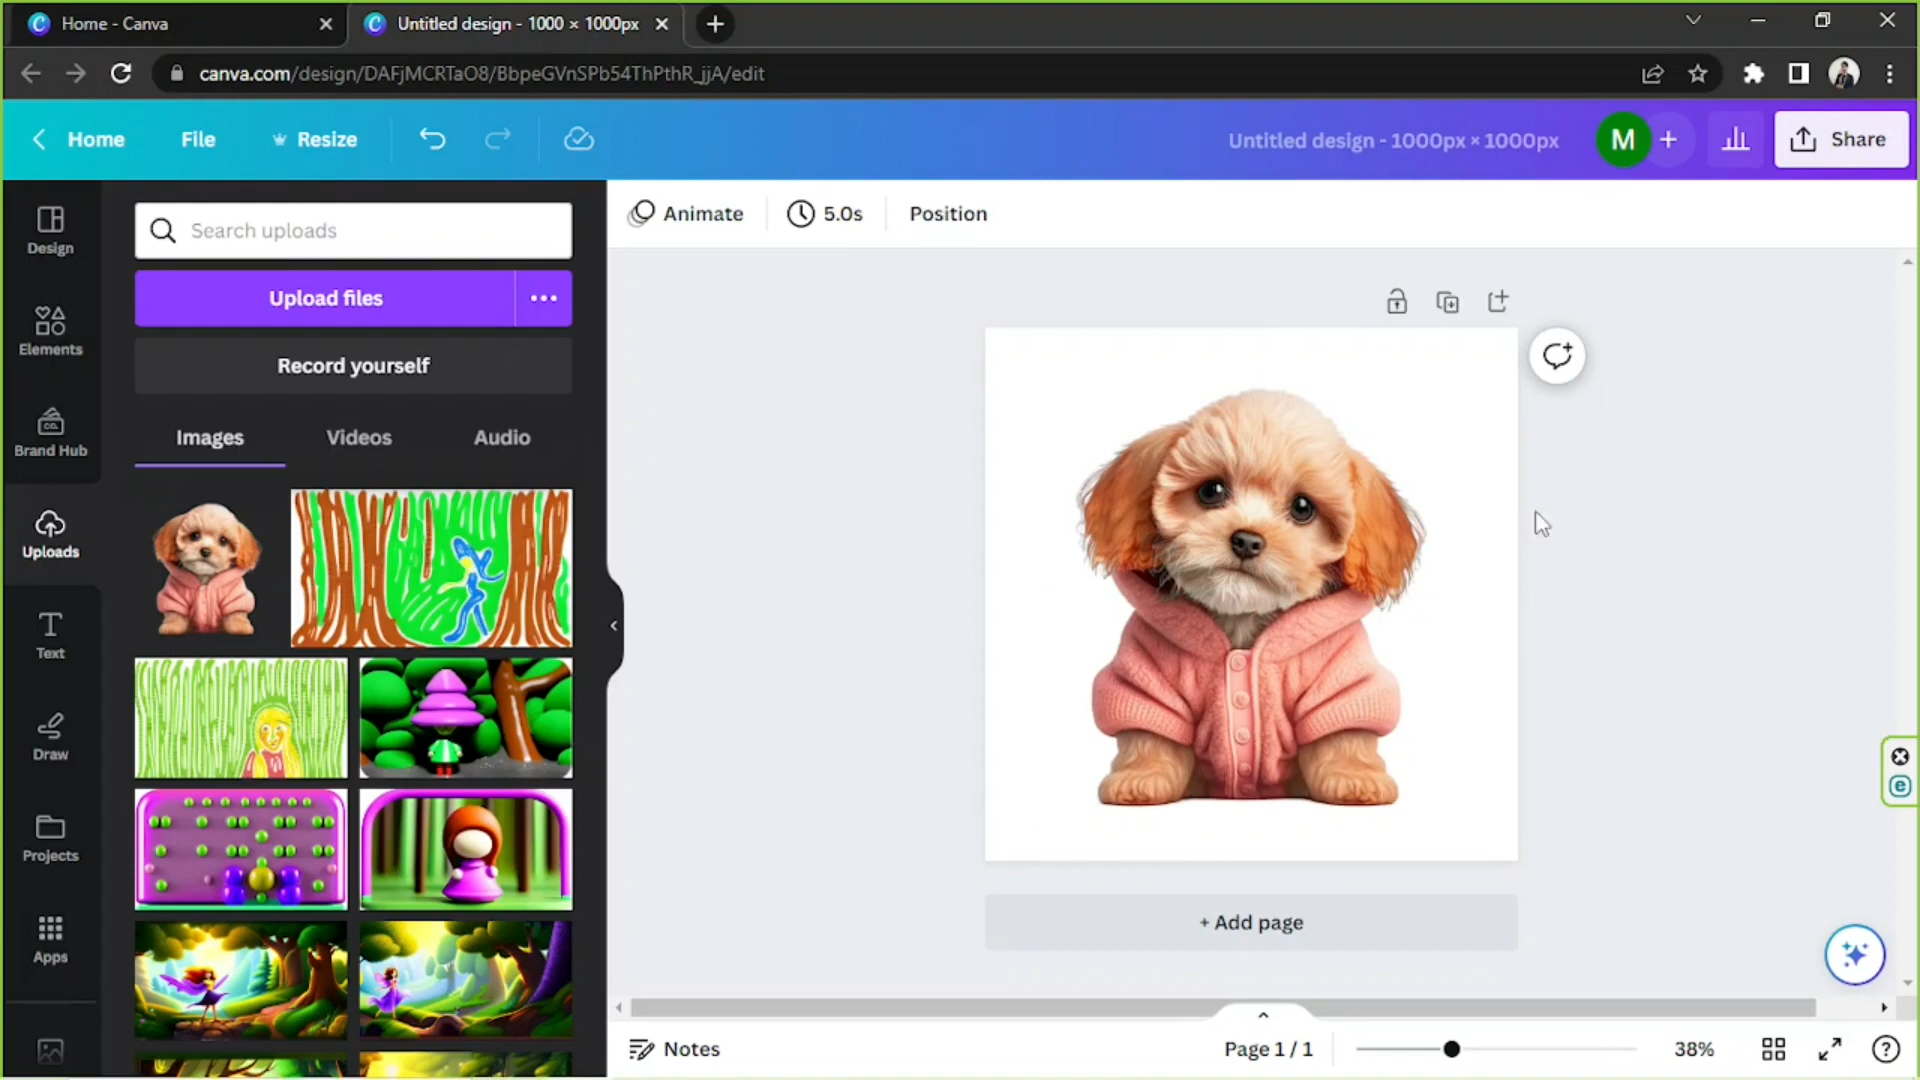 Home - Canva
Untitled design - 1000 × 1000px
canva.com/design/DAFjMCRTaO8/BbpeGVnSPb54ThPthR_jjA/edit
Home
File
Resize
Untitled design - 1000px × 1000px
M
Share
Design
Elements
Brand Hub
Uploads
Text
Draw
Projects
Apps
Search uploads
Upload files
Record yourself
Images
Videos
Audio
Animate
5.0s
Position
+ Add page
Notes
Page 1 / 1
38%